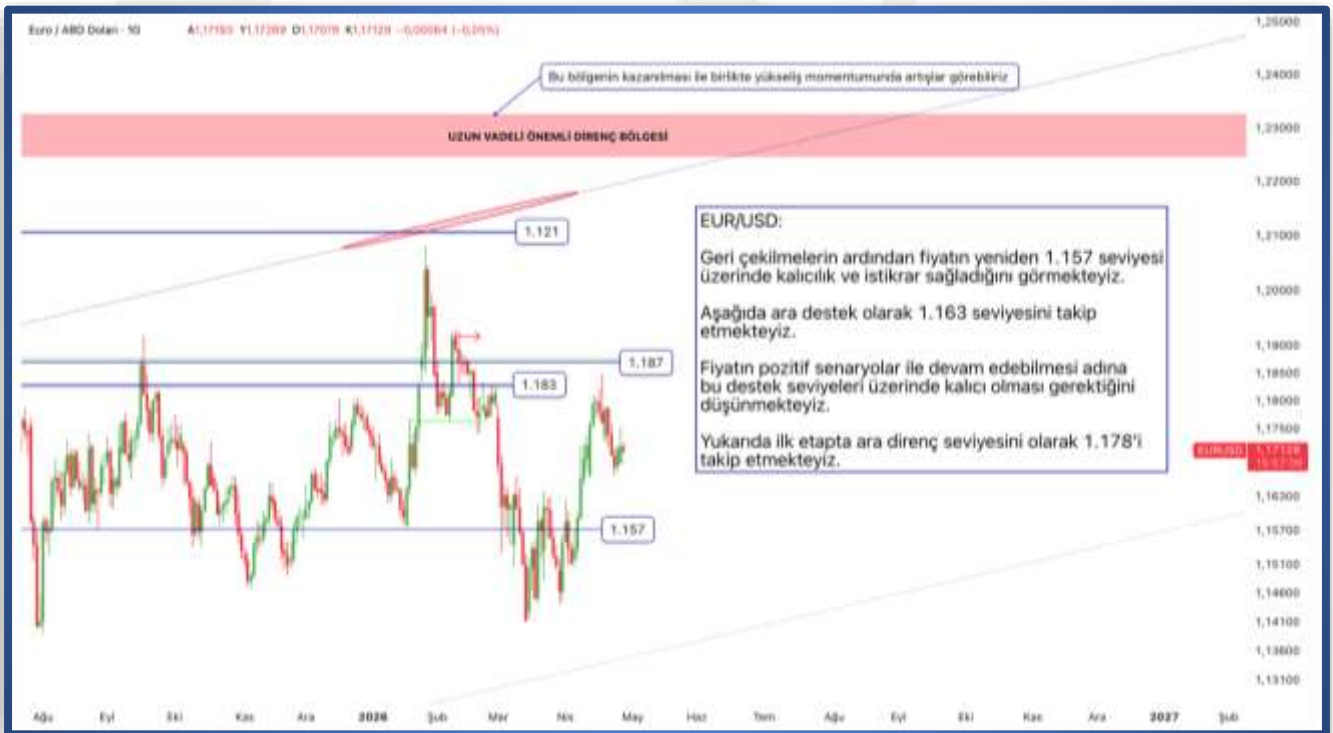 Euro / ABD Doları · 1G
Bu bölgenin kazanılması ile birlikte yükseliş momentumunda artışlar görebiliriz
UZUN VADELİ ÖNEMLİ DİRENÇ BÖLGESİ
1.121
1.187
1.183
1.157
EUR/USD:
Geri çekilmelerin ardından fiyatın yeniden 1.157 seviyesi
üzerinde kalıcılık ve istikrar sağladığını görmekteyiz.
Aşağıda ara destek olarak 1.163 seviyesini takip
etmekteyiz.
Fiyatın pozitif senaryolar ile devam edebilmesi adına
bu destek seviyeleri üzerinde kalıcı olması gerektiğini
düşünmekteyiz.
Yukarıda ilk etapta ara direnç seviyesini olarak 1.178'i
takip etmekteyiz.
1,25000
1,24000
1,23000
1,22000
1,21000
1,20000
1,19000
1,18500
1,18000
1,17500
EURUSD 1,17129
1,16300
1,15700
1,15100
1,14600
1,14100
1,13600
1,13100
Ağu Eyl Eki Kas Ara 2026 Şub Mar Nis May Haz Tem Ağu Eyl Eki Kas Ara 2027 Şub